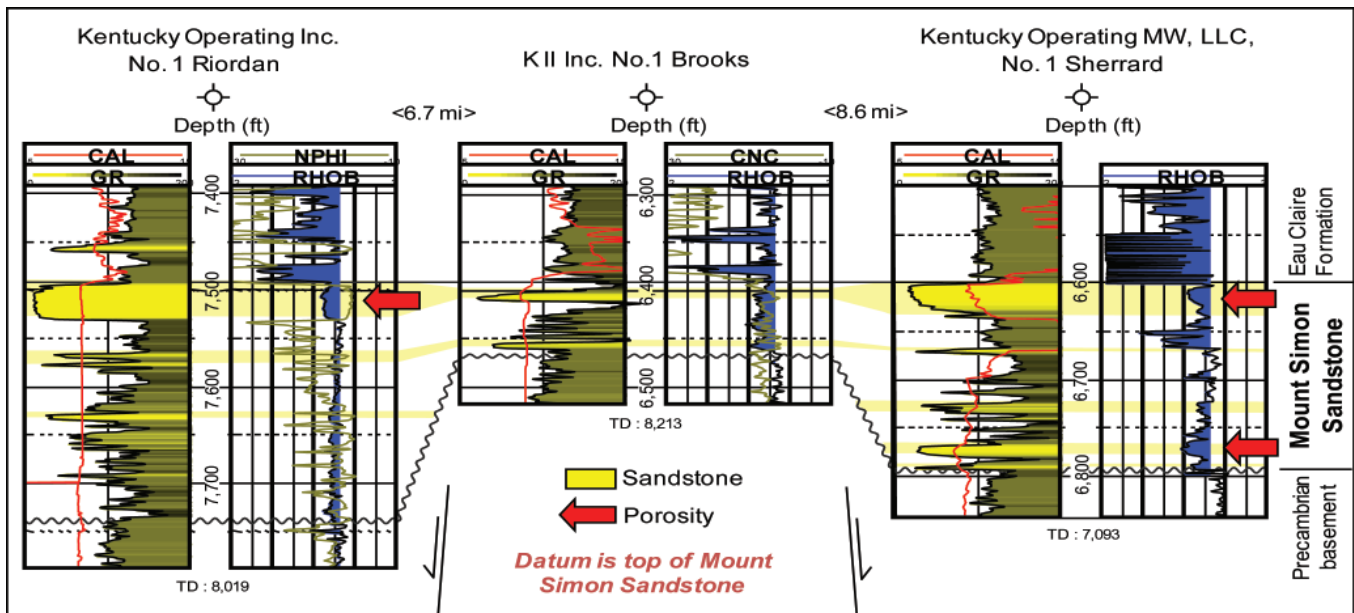 Kentucky Operating Inc.
No. 1 Riordan
K II Inc. No.1 Brooks
Kentucky Operating MW, LLC,
No. 1 Sherrard
Depth (ft)
<6.7 mi>
Depth (ft)
<8.6 mi>
Depth (ft)
CAL
GR
NPHI
RHOB
CAL
GR
CNC
RHOB
CAL
GR
RHOB
7,400
7,500
7,600
7,700
6,300
6,400
6,500
6,600
6,700
6,800
Eau Claire
Formation
Mount Simon
Sandstone
Precambrian
basement
TD : 8,019
TD : 8,213
TD : 7,093
Sandstone
Porosity
Datum is top of Mount
Simon Sandstone